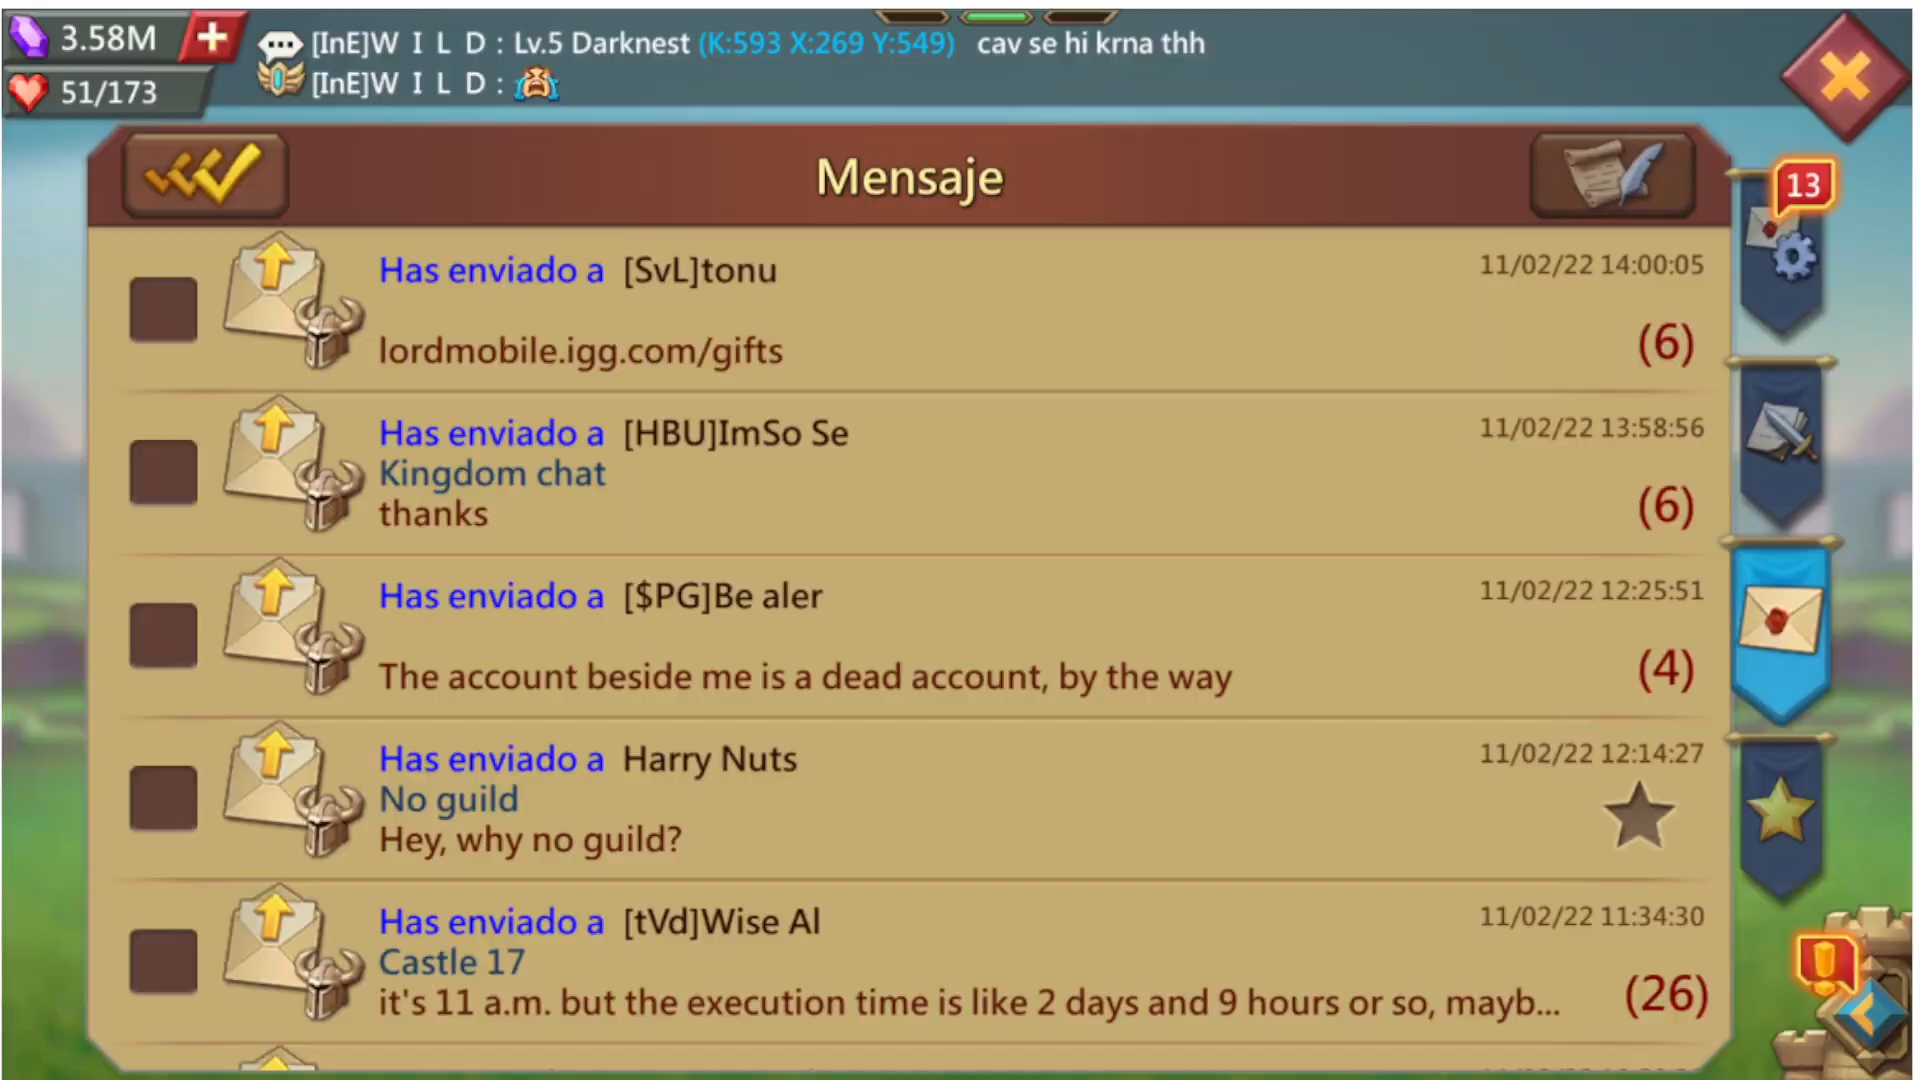 3.58M
51/173
[InE]W I L D : Lv.5 Darknest (K:593 X:269 Y:549) cav se hi krna thh
[InE]W I L D :
Mensaje
13
Has enviado a [SvL]tonu
11/02/22 14:00:05
lordmobile.igg.com/gifts
(6)
Has enviado a [HBU]ImSo Se
11/02/22 13:58:56
Kingdom chat
thanks
(6)
Has enviado a [$PG]Be aler
11/02/22 12:25:51
The account beside me is a dead account, by the way
(4)
Has enviado a Harry Nuts
11/02/22 12:14:27
No guild
Hey, why no guild?
Has enviado a [tVd]Wise Al
11/02/22 11:34:30
Castle 17
it's 11 a.m. but the execution time is like 2 days and 9 hours or so, mayb...
(26)